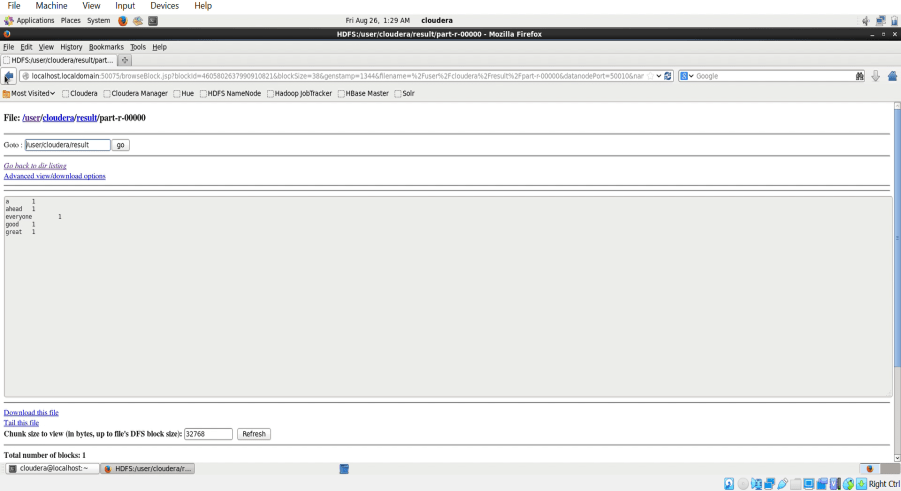 File Machine View Input Devices Help
Applications Places System Fri Aug 26, 1:29 AM cloudera
HDFS:/user/cloudera/result/part-r-00000 - Mozilla Firefox
File Edit View History Bookmarks Tools Help
HDFS:/user/cloudera/result/part...
localhost.localdomain:50075/browseBlock.jsp?blockId=4605802637990910821&blockSize=38&genstamp=1344&filename=%2Fuser%2Fcloudera%2Fresult%2Fpart-r-00000&datanodePort=50010&nar Google
Most Visited Cloudera Cloudera Manager Hue HDFS NameNode Hadoop JobTracker HBase Master Solr
File: /user/cloudera/result/part-r-00000
Goto : /user/cloudera/result go
Go back to dir listing
Advanced view/download options
a 1
ahead 1
everyone 1
good 1
great 1
Download this file
Tail this file
Chunk size to view (in bytes, up to file's DFS block size): 32768 Refresh
Total number of blocks: 1
cloudera@localhost:~ HDFS:/user/cloudera/r...
Right Ctrl